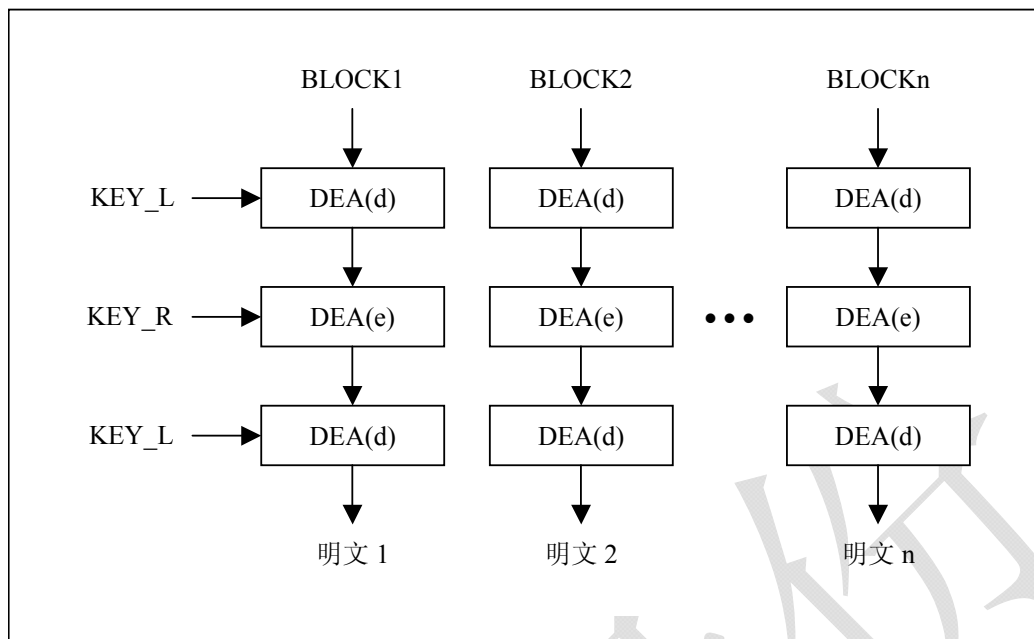 BLOCK1 BLOCK2 BLOCKn
KEY_L DEA(d) DEA(d) DEA(d)
KEY_R DEA(e) DEA(e) ••• DEA(e)
KEY_L DEA(d) DEA(d) DEA(d)
明文 1 明文 2 明文 n